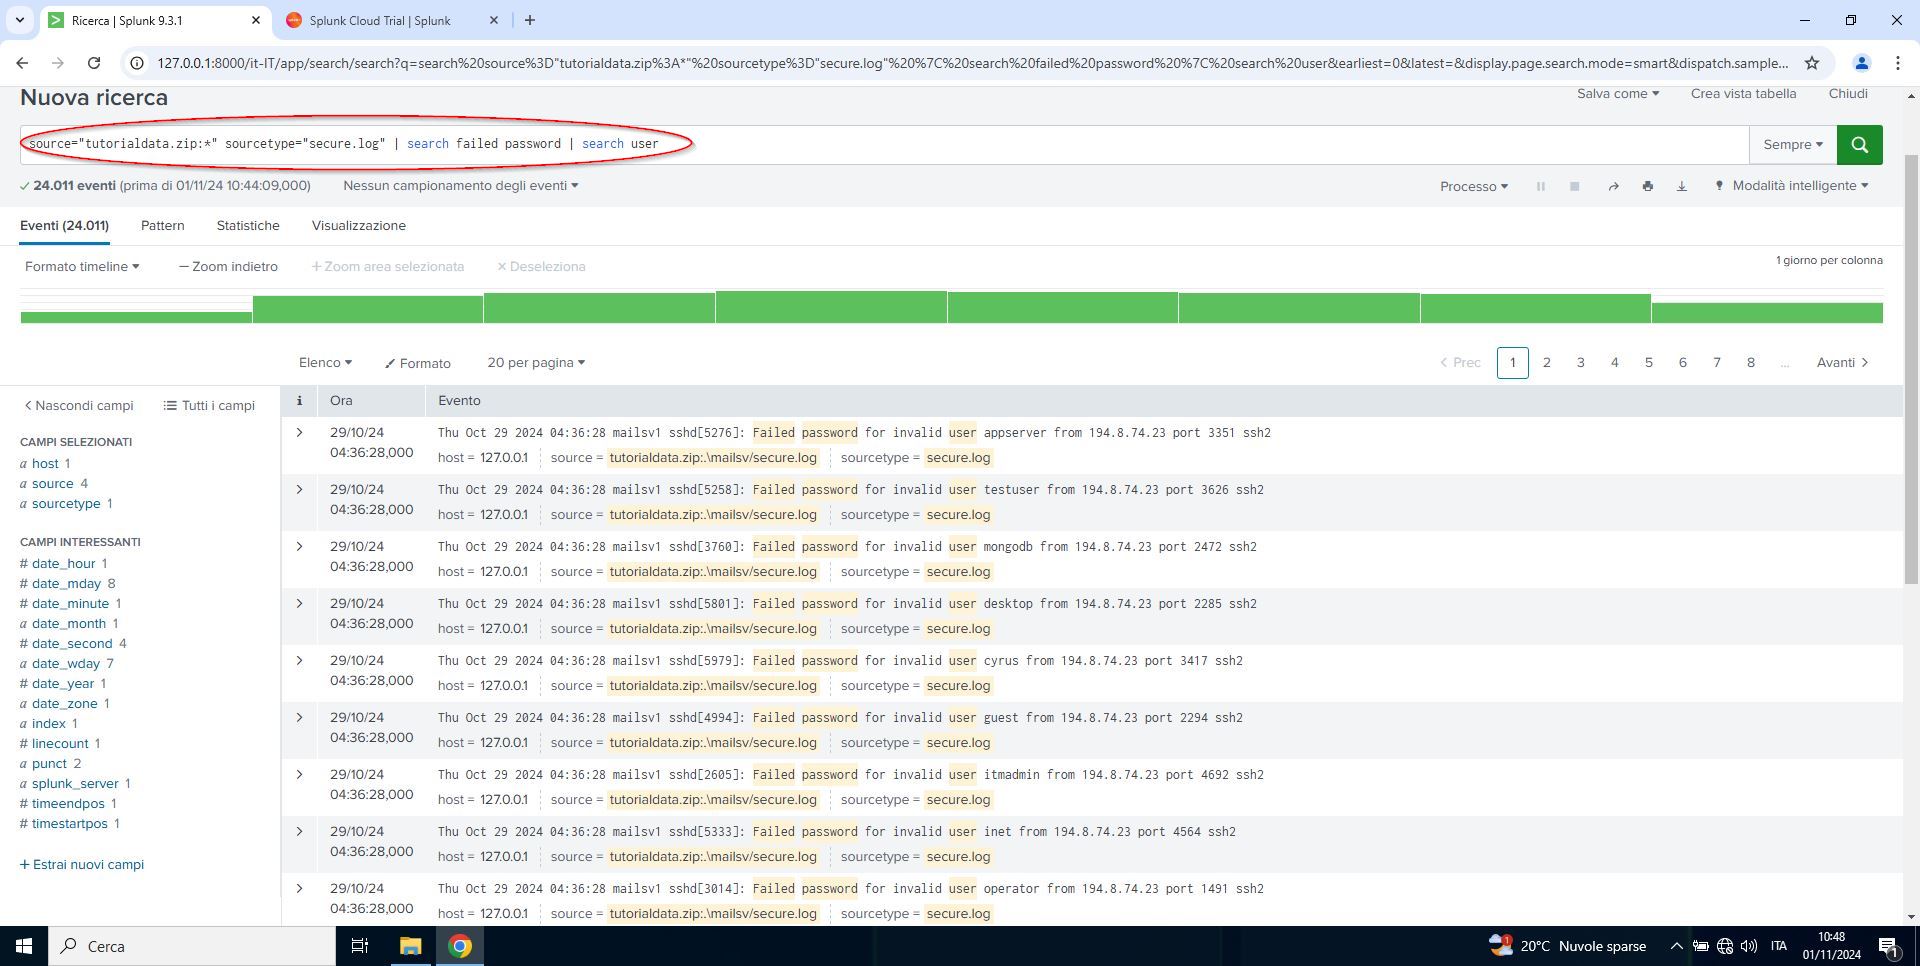 Ricerca | Splunk 9.3.1
Splunk Cloud Trial | Splunk
127.0.0.1:8000/it-IT/app/search/search?q=search%20source%3D"tutorialdata.zip%3A*"%20sourcetype%3D"secure.log"%20%7C%20search%20failed%20password%20%7C%20search%20user&earliest=0&latest=&display.page.search.mode=smart&dispatch.sample...
Nuova ricerca
Salva come
Crea vista tabella
Chiudi
source="tutorialdata.zip:*" sourcetype="secure.log" | search failed password | search user
Sempre
24.011 eventi (prima di 01/11/24 10:44:09,000)
Nessun campionamento degli eventi
Processo
Modalità intelligente
Eventi (24.011)
Pattern
Statistiche
Visualizzazione
Formato timeline
— Zoom indietro
+ Zoom area selezionata
× Deseleziona
1 giorno per colonna
Elenco
Formato
20 per pagina
< Prec
1
2
3
4
5
6
7
8
...
Avanti >
< Nascondi campi
Tutti i campi
CAMPI SELEZIONATI
a host 1
a source 4
a sourcetype 1
CAMPI INTERESSANTI
# date_hour 1
# date_mday 8
# date_minute 1
a date_month 1
# date_second 4
a date_wday 7
# date_year 1
a date_zone 1
a index 1
# linecount 1
a punct 2
a splunk_server 1
# timeendpos 1
# timestartpos 1
+ Estrai nuovi campi
i
Ora
Evento
29/10/24
04:36:28,000
Thu Oct 29 2024 04:36:28 mailsv1 sshd[5276]: Failed password for invalid user appserver from 194.8.74.23 port 3351 ssh2
host = 127.0.0.1 source = tutorialdata.zip:.\mailsv/secure.log sourcetype = secure.log
29/10/24
04:36:28,000
Thu Oct 29 2024 04:36:28 mailsv1 sshd[5258]: Failed password for invalid user testuser from 194.8.74.23 port 3626 ssh2
host = 127.0.0.1 source = tutorialdata.zip:.\mailsv/secure.log sourcetype = secure.log
29/10/24
04:36:28,000
Thu Oct 29 2024 04:36:28 mailsv1 sshd[3760]: Failed password for invalid user mongodb from 194.8.74.23 port 2472 ssh2
host = 127.0.0.1 source = tutorialdata.zip:.\mailsv/secure.log sourcetype = secure.log
29/10/24
04:36:28,000
Thu Oct 29 2024 04:36:28 mailsv1 sshd[5801]: Failed password for invalid user desktop from 194.8.74.23 port 2285 ssh2
host = 127.0.0.1 source = tutorialdata.zip:.\mailsv/secure.log sourcetype = secure.log
29/10/24
04:36:28,000
Thu Oct 29 2024 04:36:28 mailsv1 sshd[5979]: Failed password for invalid user cyrus from 194.8.74.23 port 3417 ssh2
host = 127.0.0.1 source = tutorialdata.zip:.\mailsv/secure.log sourcetype = secure.log
29/10/24
04:36:28,000
Thu Oct 29 2024 04:36:28 mailsv1 sshd[4994]: Failed password for invalid user guest from 194.8.74.23 port 2294 ssh2
host = 127.0.0.1 source = tutorialdata.zip:.\mailsv/secure.log sourcetype = secure.log
29/10/24
04:36:28,000
Thu Oct 29 2024 04:36:28 mailsv1 sshd[2605]: Failed password for invalid user itmadmin from 194.8.74.23 port 4692 ssh2
host = 127.0.0.1 source = tutorialdata.zip:.\mailsv/secure.log sourcetype = secure.log
29/10/24
04:36:28,000
Thu Oct 29 2024 04:36:28 mailsv1 sshd[5333]: Failed password for invalid user inet from 194.8.74.23 port 4564 ssh2
host = 127.0.0.1 source = tutorialdata.zip:.\mailsv/secure.log sourcetype = secure.log
29/10/24
04:36:28,000
Thu Oct 29 2024 04:36:28 mailsv1 sshd[3014]: Failed password for invalid user operator from 194.8.74.23 port 1491 ssh2
host = 127.0.0.1 source = tutorialdata.zip:.\mailsv/secure.log sourcetype = secure.log
Cerca
1
20°C Nuvole sparse
ITA
10:48
01/11/2024
1